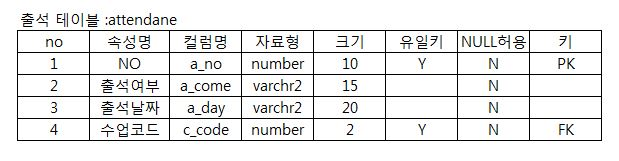 출석 테이블 :attendane
no 속성명 컬럼명 자료형 크기 유일키 NULL허용 키
1 NO a_no number 10 Y N PK
2 출석여부 a_come varchr2 15 N
3 출석날짜 a_day varchr2 20 N
4 수업코드 c_code number 2 Y N FK